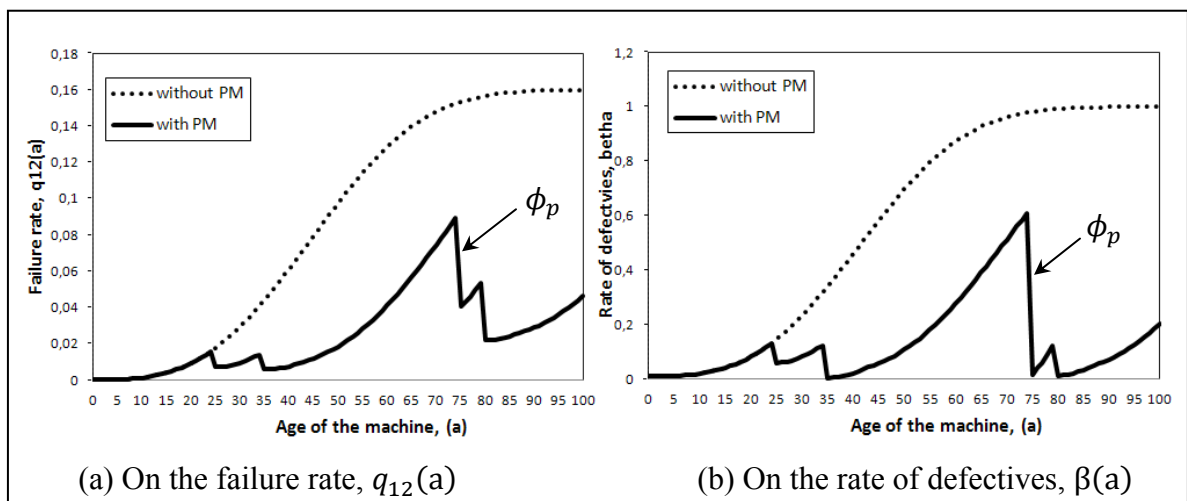 0,18
0,16
0,14
0,12
0,1
0,08
0,06
0,04
0,02
0
Failure rate, q12(a)
without PM
with PM
ϕp
0 5 10 15 20 25 30 35 40 45 50 55 60 65 70 75 80 85 90 95 100
Age of the machine, (a)
(a) On the failure rate, q12(a)
1,2
1
0,8
0,6
0,4
0,2
0
Rate of defectvies, betha
without PM
with PM
ϕp
0 5 10 15 20 25 30 35 40 45 50 55 60 65 70 75 80 85 90 95 100
Age of the machine, (a)
(b) On the rate of defectives, β(a)